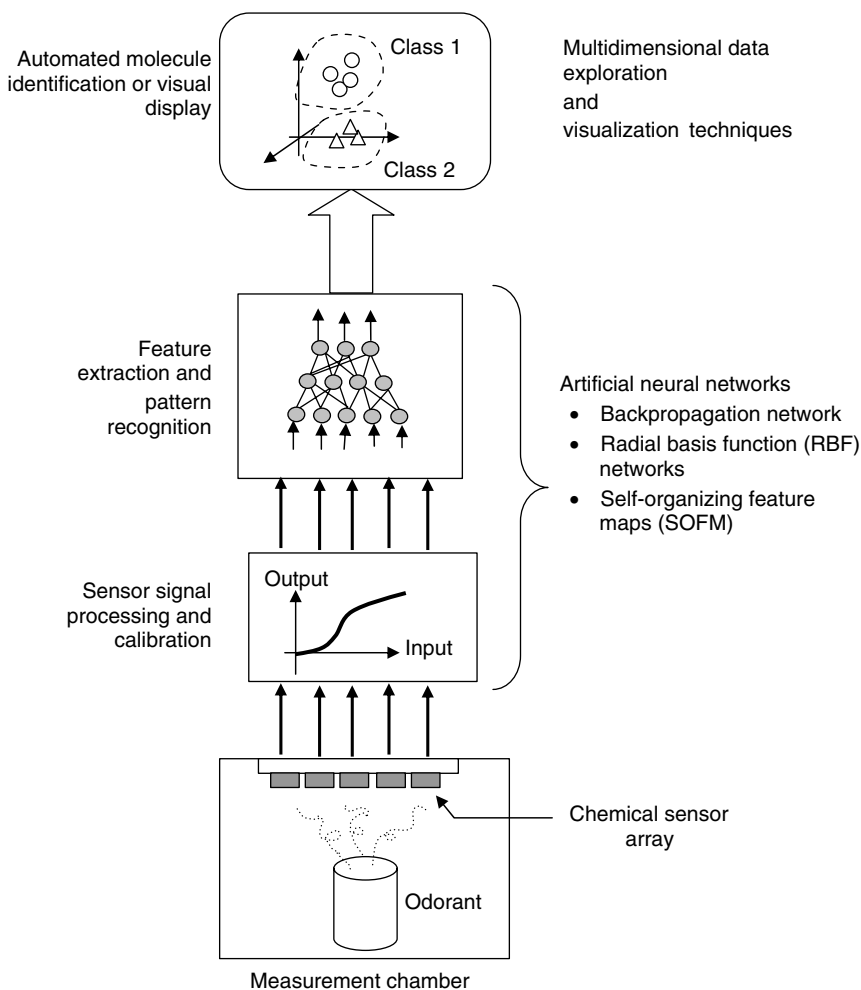 Automated molecule
identification or visual
display
Class 1
Class 2
Multidimensional data
exploration
and
visualization techniques
Feature
extraction and
pattern
recognition
Artificial neural networks
• Backpropagation network
• Radial basis function (RBF)
networks
• Self-organizing feature
maps (SOFM)
Sensor signal
processing and
calibration
Output
Input
Chemical sensor
array
Odorant
Measurement chamber